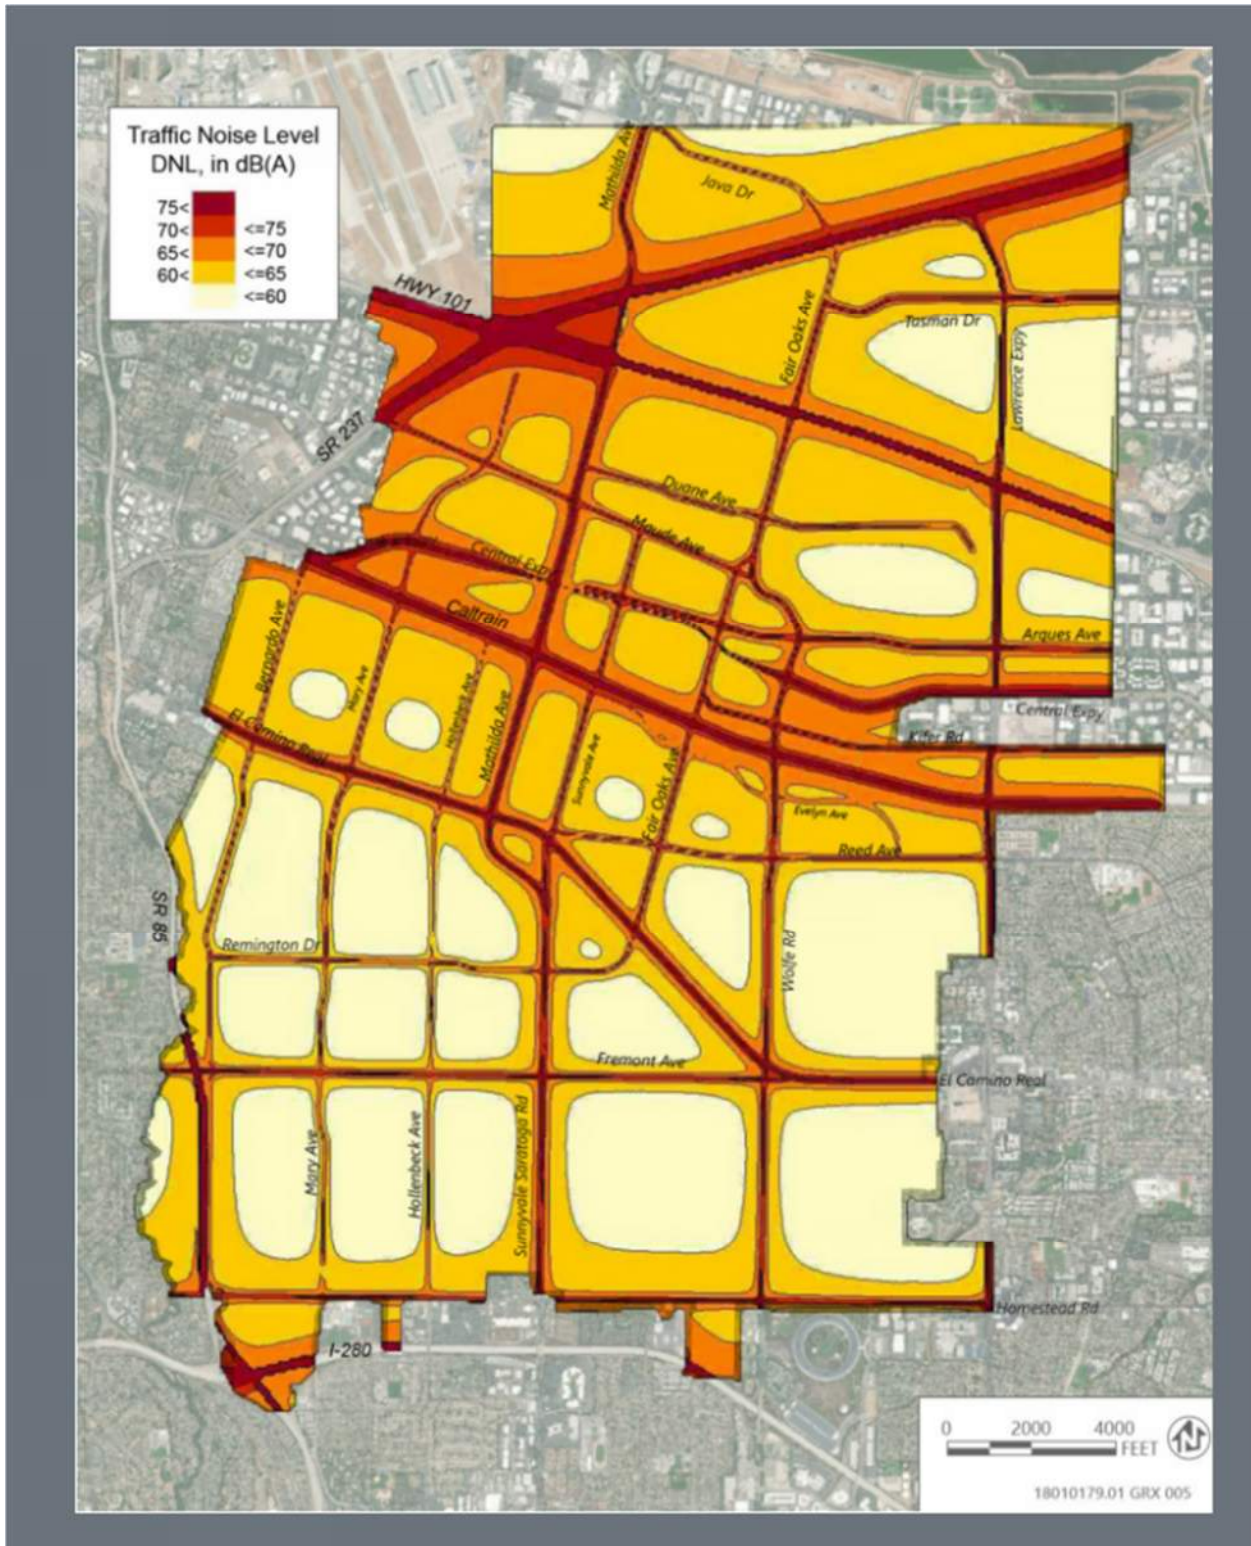 Traffic Noise Level
DNL, in dB(A)
75<
70< <=75
65< <=70
60< <=65
<=60
Mathilda Ave
Java Dr
HWY 101
Fair Oaks Ave
Tasman Dr
Lawrence Expy
SR 237
Duane Ave
Maude Ave
Central Expy
Caltrain
Arques Ave
Bernardo Ave
Mary Ave
Hollenbeck Ave
Mathilda Ave
Central Expy
El Camino Real
Kifer Rd
Sunnyvale Ave
Fair Oaks Ave
Evelyn Ave
Reed Ave
SR 85
Remington Dr
Wolfe Rd
Fremont Ave
El Camino Real
Mary Ave
Hollenbeck Ave
Sunnyvale Saratoga Rd
Homestead Rd
I-280
0 2000 4000
FEET
N
18010179.01 GRX 005